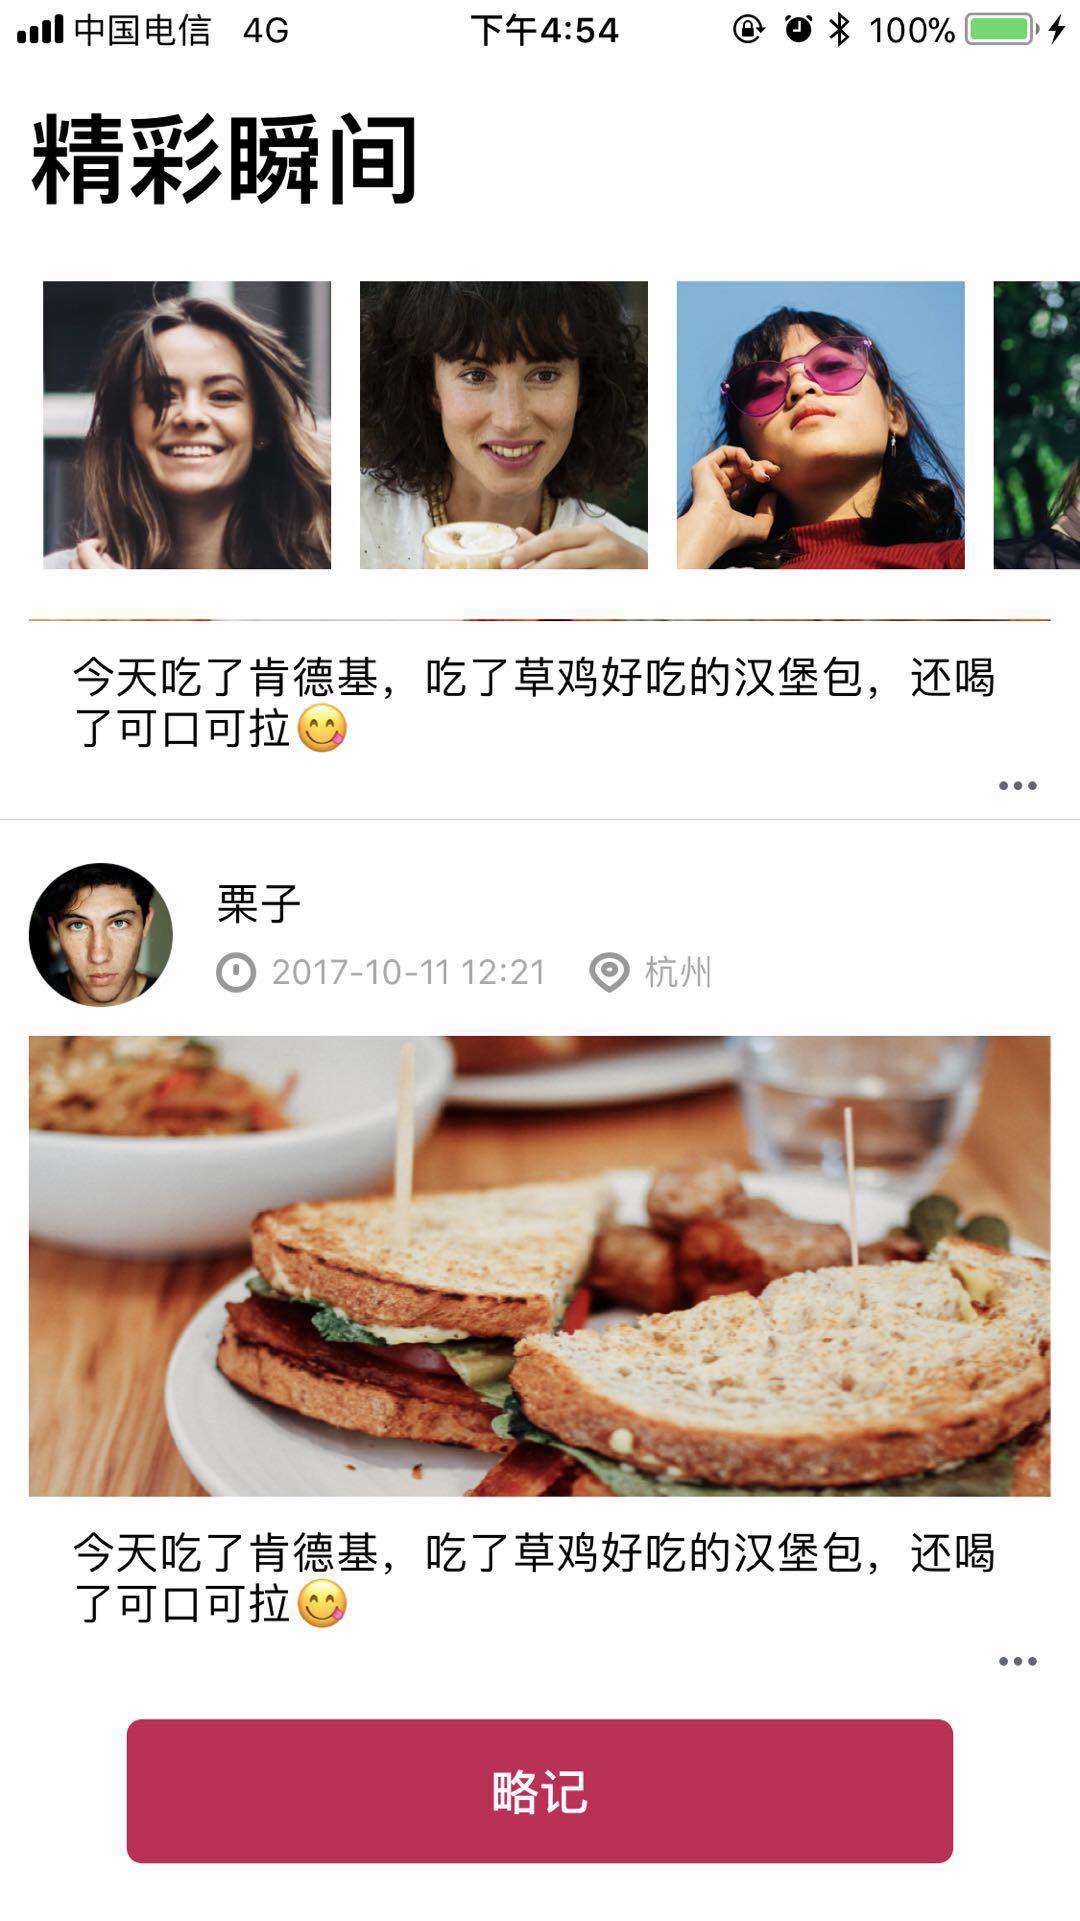 中国电信 4G 下午4:54 100%
精彩瞬间
今天吃了肯德基，吃了草鸡好吃的汉堡包，还喝
了可口可拉😋
栗子
2017-10-11 12:21 杭州
今天吃了肯德基，吃了草鸡好吃的汉堡包，还喝
了可口可拉😋
略记